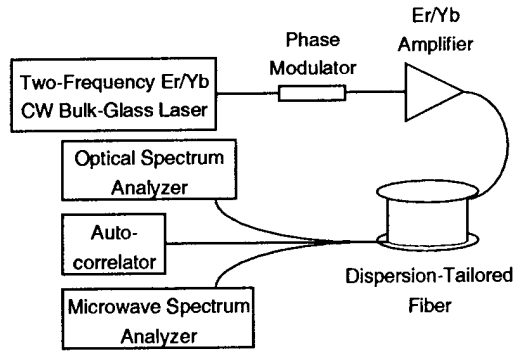 Er/Yb
Amplifier
Phase
Modulator
Two-Frequency Er/Yb
CW Bulk-Glass Laser
Optical Spectrum
Analyzer
Auto-
correlator
Microwave Spectrum
Analyzer
Dispersion-Tailored
Fiber